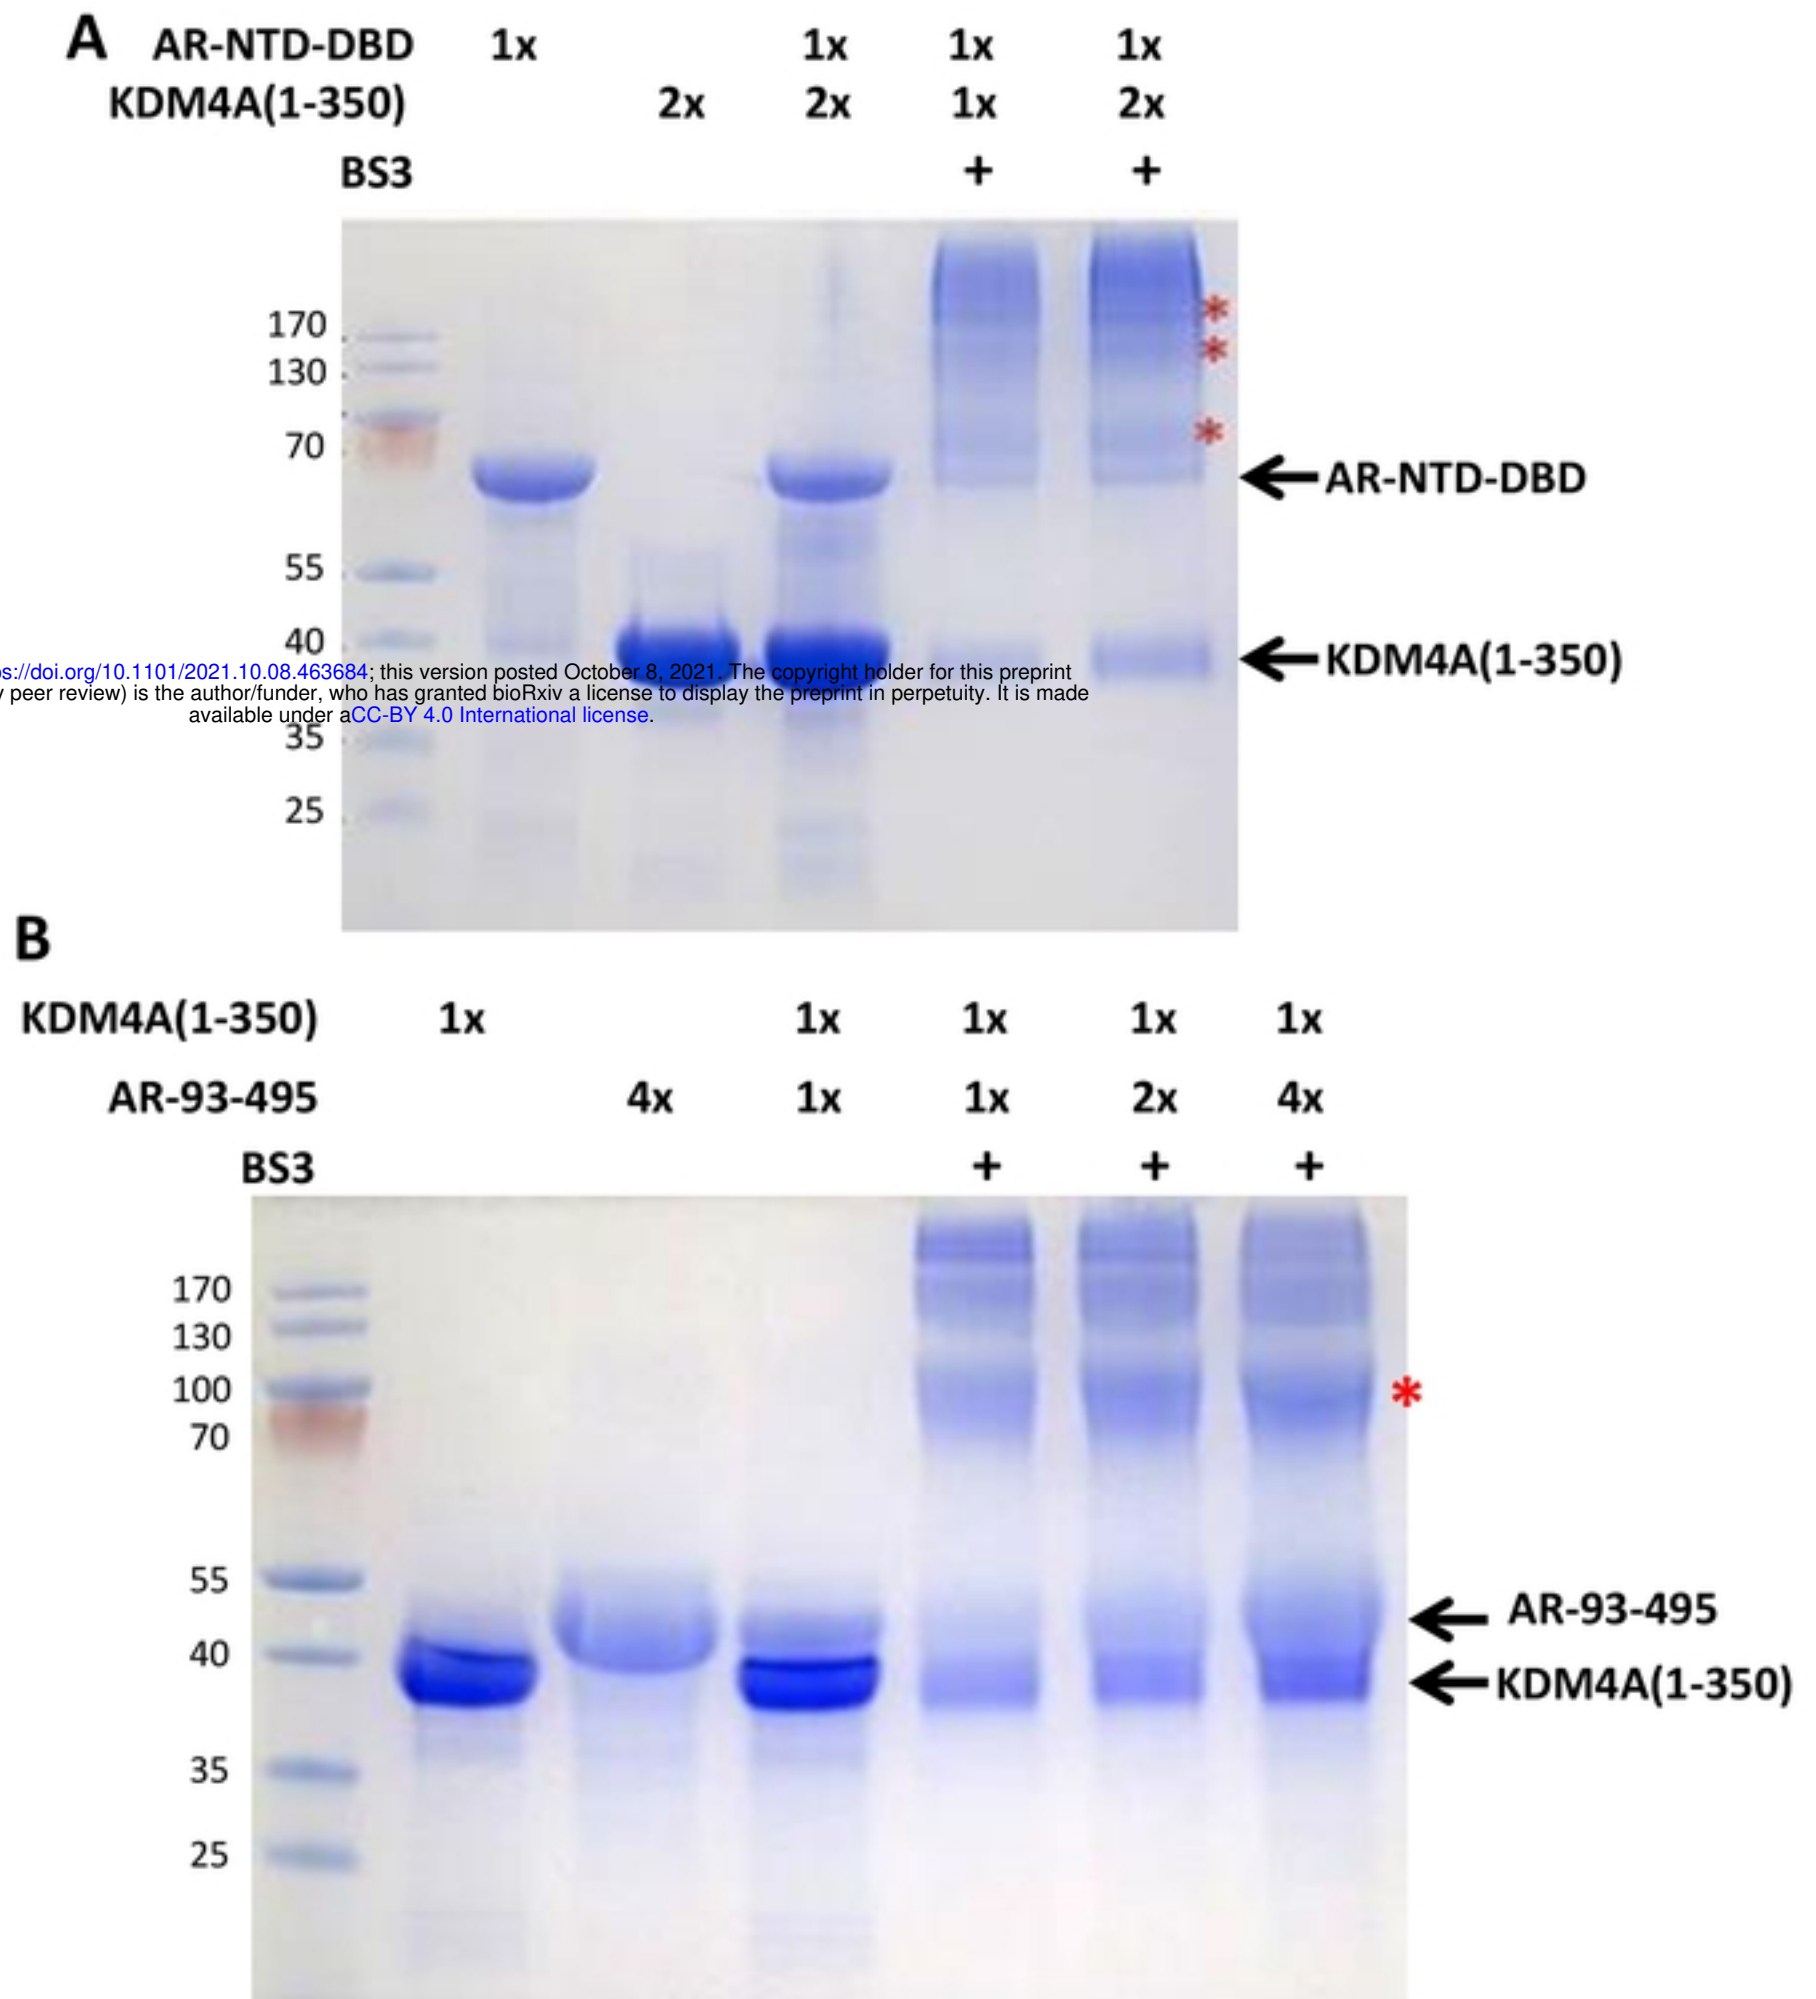 A AR-NTD-DBD 1x 1x 1x 1x
KDM4A(1-350) 2x 2x 1x 2x
BS3 + +
170
*
*
130
*
70
AR-NTD-DBD
55
40
KDM4A(1-350)
s://doi.org/10.1101/2021.10.08.463684; this version posted October 8, 2021. The copyright holder for this preprint
y peer review) is the author/funder, who has granted bioRxiv a license to display the preprint in perpetuity. It is made
available under aCC-BY 4.0 International license.
35
25
B
KDM4A(1-350) 1x 1x 1x 1x 1x
AR-93-495 4x 1x 1x 2x 4x
BS3 + + +
170
130
100 *
70
55
AR-93-495
40
KDM4A(1-350)
35
25